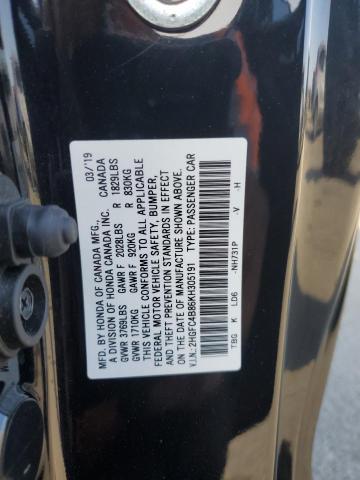 MFD. BY HONDA OF CANADA MFG., 03/'19
A DIVISION OF HONDA CANADA INC. CANADA
GVWR 3769LBS GAWR F 2028LBS R 1829LBS
GVWR 1710KG GAWR F 920KG R 830KG
THIS VEHICLE CONFORMS TO ALL APPLICABLE
FEDERAL MOTOR VEHICLE SAFETY, BUMPER,
AND THEFT PREVENTION STANDARDS IN EFFECT
ON THE DATE OF MANUFACTURE SHOWN ABOVE.
V.I.N.: 2HGFC4B86KH305191 TYPE: PASSENGER CAR
TBG K LD6 -NH731P -V -H